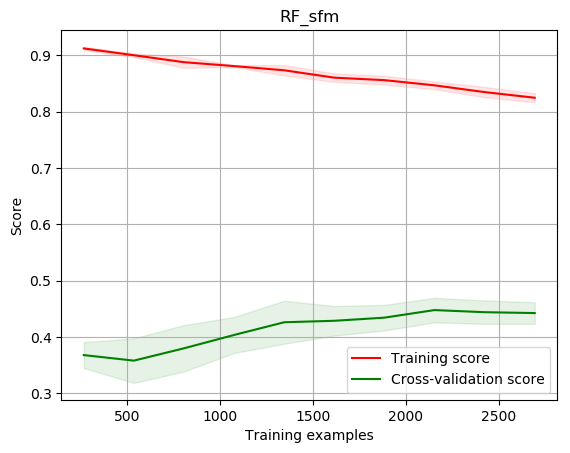 RF_sfm
Score
0.9
0.8
0.7
0.6
0.5
0.4
0.3
Training score
Cross-validation score
500
1000
1500
2000
2500
Training examples